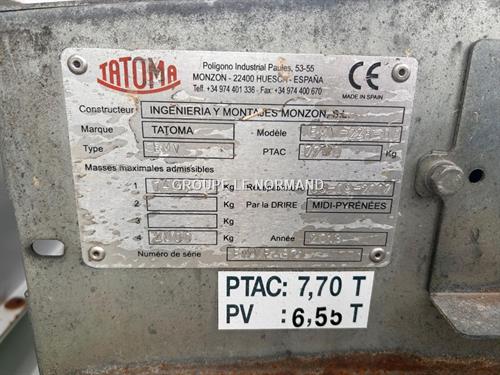 TATOMA
Polígono Industrial Paules, 53-55
MONZON - 22400 HUESCA - ESPAÑA
Telf. +34 974 401 336 - Fax: +34 974 400 670
CE
MADE IN SPAIN
Constructeur INGENIERIA Y MONTAJES MONZON, S.L.
Marque TATOMA Modèle
Type BMV PTAC Kg
Masses maximales admissibles
1 Kg
2 Kg Par la DRIRE MIDI-PYRÉNÉES
3 Kg
4 Kg Année
Numéro de série
GROUPE LE NORMAND
PTAC: 7,70 T
PV : 6,55 T